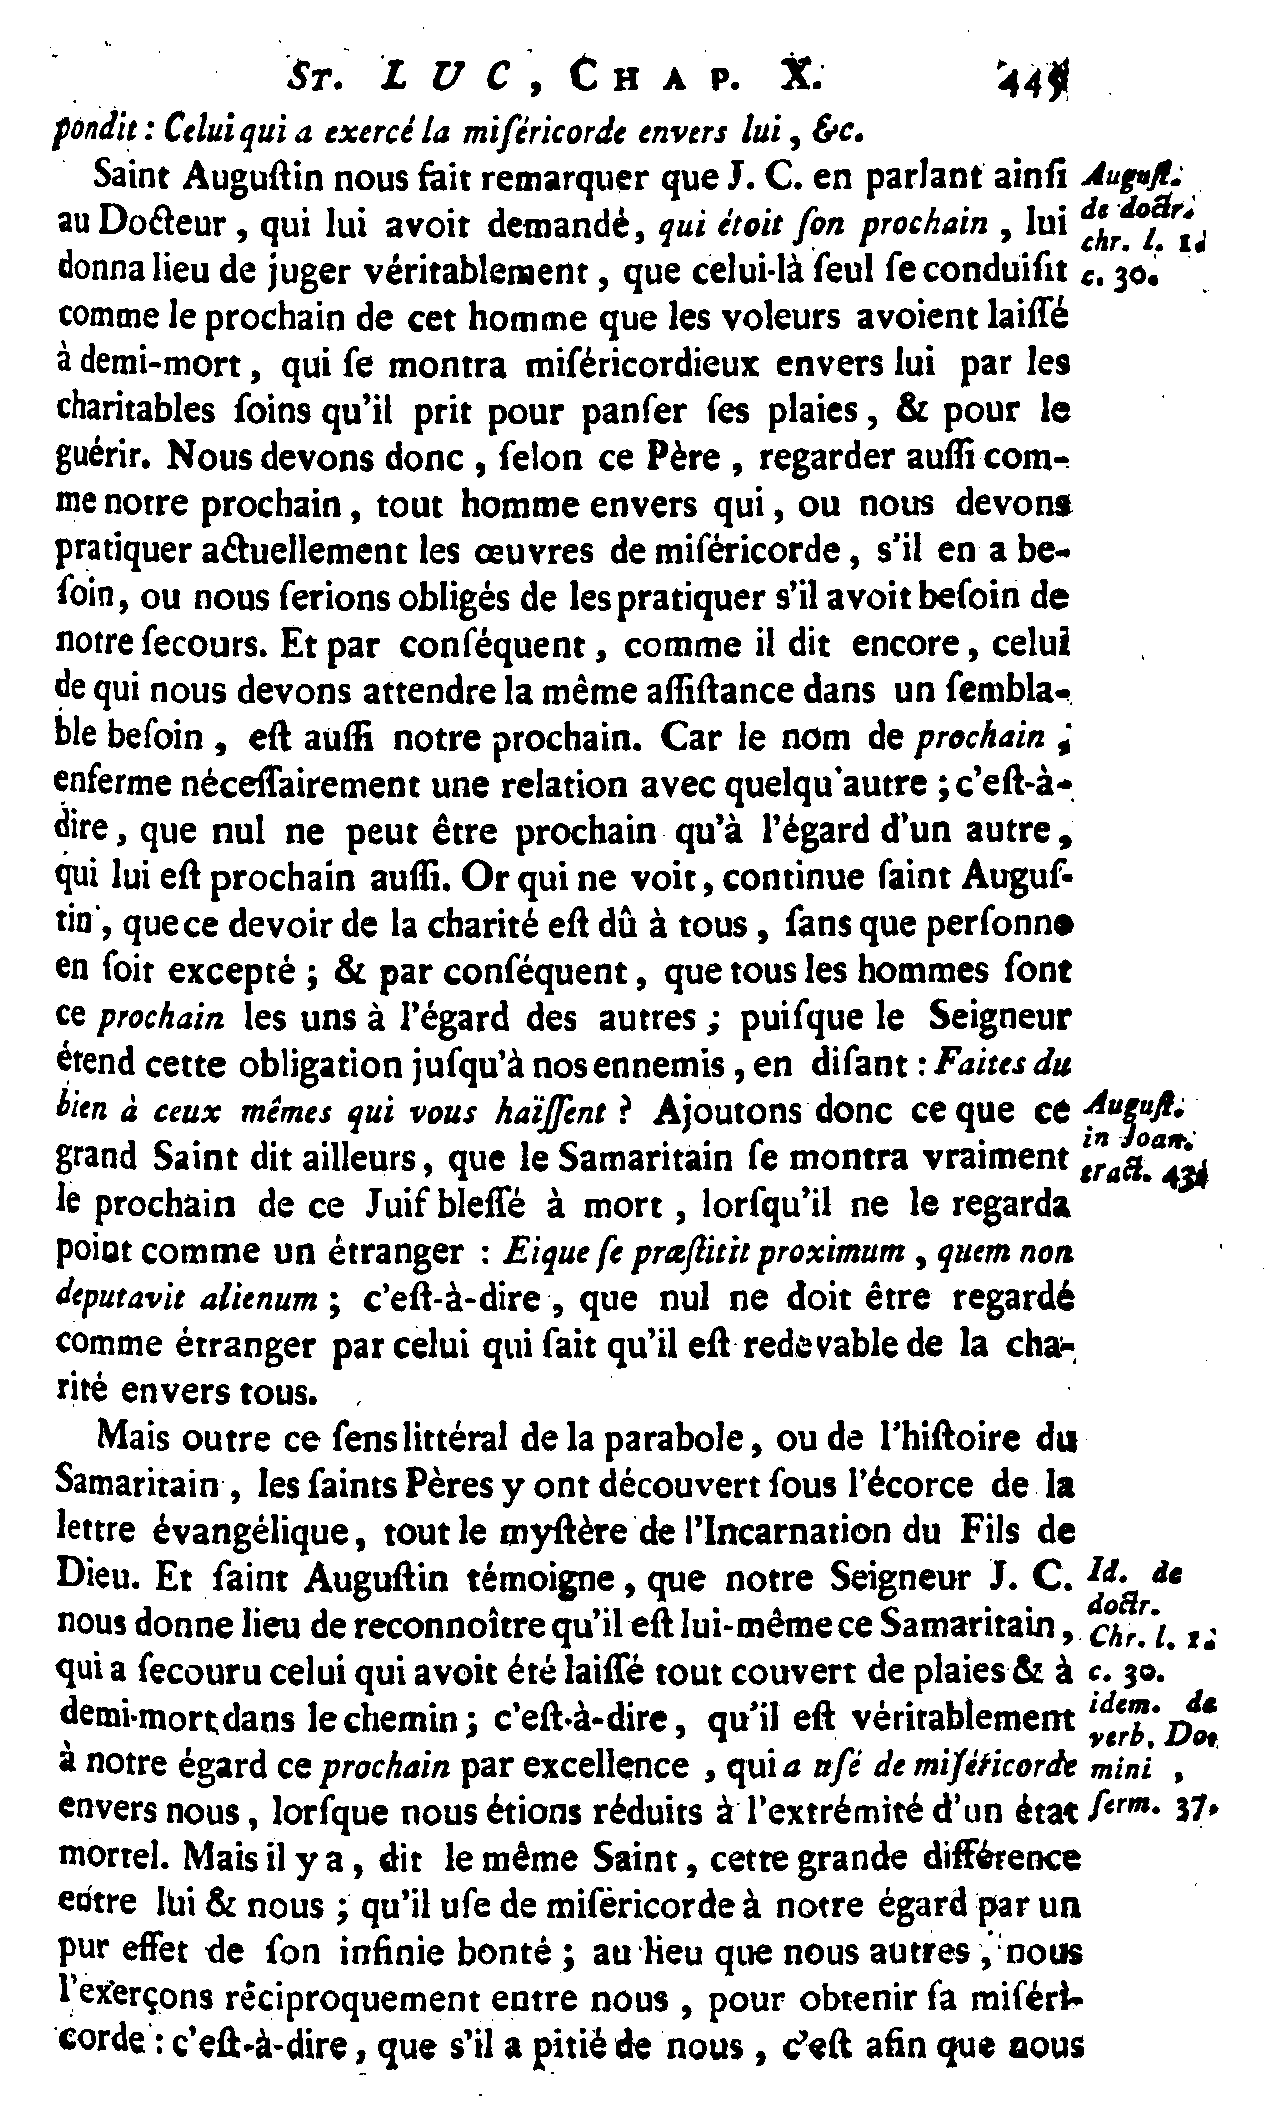 ST. LUC, CHAP. X. 449
pondit : Celui qui a exercé la miſéricorde envers lui, &c.
Saint Auguſtin nous fait remarquer que J. C. en parlant ainſi
au Docteur, qui lui avoit demandé, qui étoit ſon prochain, lui
donna lieu de juger véritablement, que celui-là ſeul ſe conduiſit
comme le prochain de cet homme que les voleurs avoient laiſſé
à demi-mort, qui ſe montra miſéricordieux envers lui par les
charitables ſoins qu'il prit pour panſer ſes plaies, & pour le
guérir. Nous devons donc, ſelon ce Père, regarder auſſi com-
me notre prochain, tout homme envers qui, ou nous devons
pratiquer actuellement les œuvres de miſéricorde, s'il en a be-
ſoin, ou nous ſerions obligés de les pratiquer s'il avoit beſoin de
notre ſecours. Et par conſéquent, comme il dit encore, celui
de qui nous devons attendre la même aſſiſtance dans un ſembla-
ble beſoin, eſt auſſi notre prochain. Car le nom de prochain ;
enferme néceſſairement une relation avec quelqu'autre ; c'eſt-à-
dire, que nul ne peut être prochain qu'à l'égard d'un autre,
qui lui eſt prochain auſſi. Or qui ne voit, continue ſaint Auguſ-
tin, que ce devoir de la charité eſt dû à tous, ſans que perſonne
en ſoit excepté ; & par conſéquent, que tous les hommes ſont
ce prochain les uns à l'égard des autres ; puiſque le Seigneur
étend cette obligation juſqu'à nos ennemis, en diſant : Faites du
bien à ceux mêmes qui vous haïſſent ? Ajoutons donc ce que ce
grand Saint dit ailleurs, que le Samaritain ſe montra vraiment
le prochain de ce Juif bleſſé à mort, lorſqu'il ne le regarda
point comme un étranger : Eique ſe præſtitit proximum, quem non
deputavit alienum ; c'eſt-à-dire, que nul ne doit être regardé
comme étranger par celui qui ſait qu'il eſt redevable de la cha-
rité envers tous.
Mais outre ce ſens littéral de la parabole, ou de l'hiſtoire du
Samaritain, les ſaints Pères y ont découvert ſous l'écorce de la
lettre évangélique, tout le myſtère de l'Incarnation du Fils de
Dieu. Et ſaint Auguſtin témoigne, que notre Seigneur J. C.
nous donne lieu de reconnoître qu'il eſt lui-même ce Samaritain,
qui a ſecouru celui qui avoit été laiſſé tout couvert de plaies & à
demi-mort dans le chemin ; c'eſt-à-dire, qu'il eſt véritablement
à notre égard ce prochain par excellence, qui a uſé de miſéricorde
envers nous, lorſque nous étions réduits à l'extrémité d'un état
mortel. Mais il y a, dit le même Saint, cette grande différence
entre lui & nous ; qu'il uſe de miſéricorde à notre égard par un
pur effet de ſon infinie bonté ; au lieu que nous autres, nous
l'exerçons réciproquement entre nous, pour obtenir ſa miſéri-
corde : c'eſt-à-dire, que s'il a pitié de nous, c'eſt afin que nous
Auguſt.
de doctr.
chr. l. 1.
c. 30.
Auguſt.
in Joan.
tract. 43.
Id. de
doctr.
Chr. l. 1.
c. 30.
idem. de
verb. Do-
mini,
ſerm. 37.